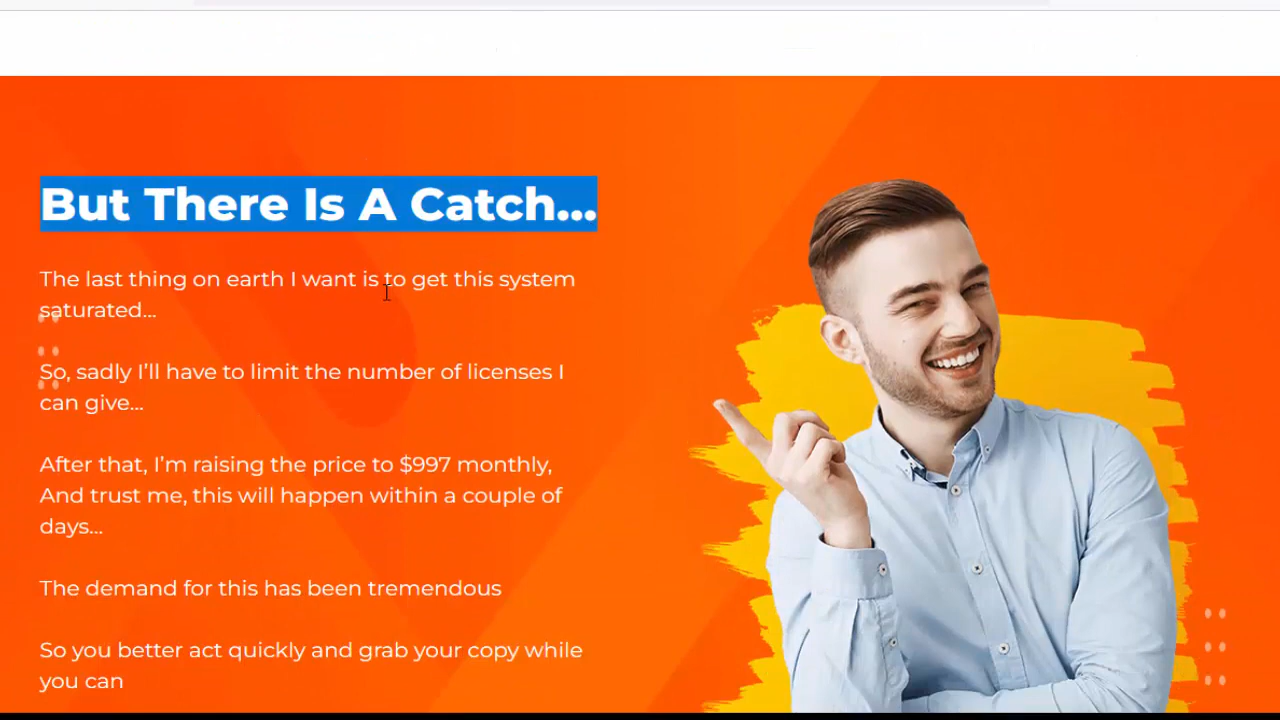 But There Is A Catch...
The last thing on earth I want is to get this system
saturated...
So, sadly I'll have to limit the number of licenses I
can give...
After that, I'm raising the price to $997 monthly,
And trust me, this will happen within a couple of
days...
The demand for this has been tremendous
So you better act quickly and grab your copy while
you can